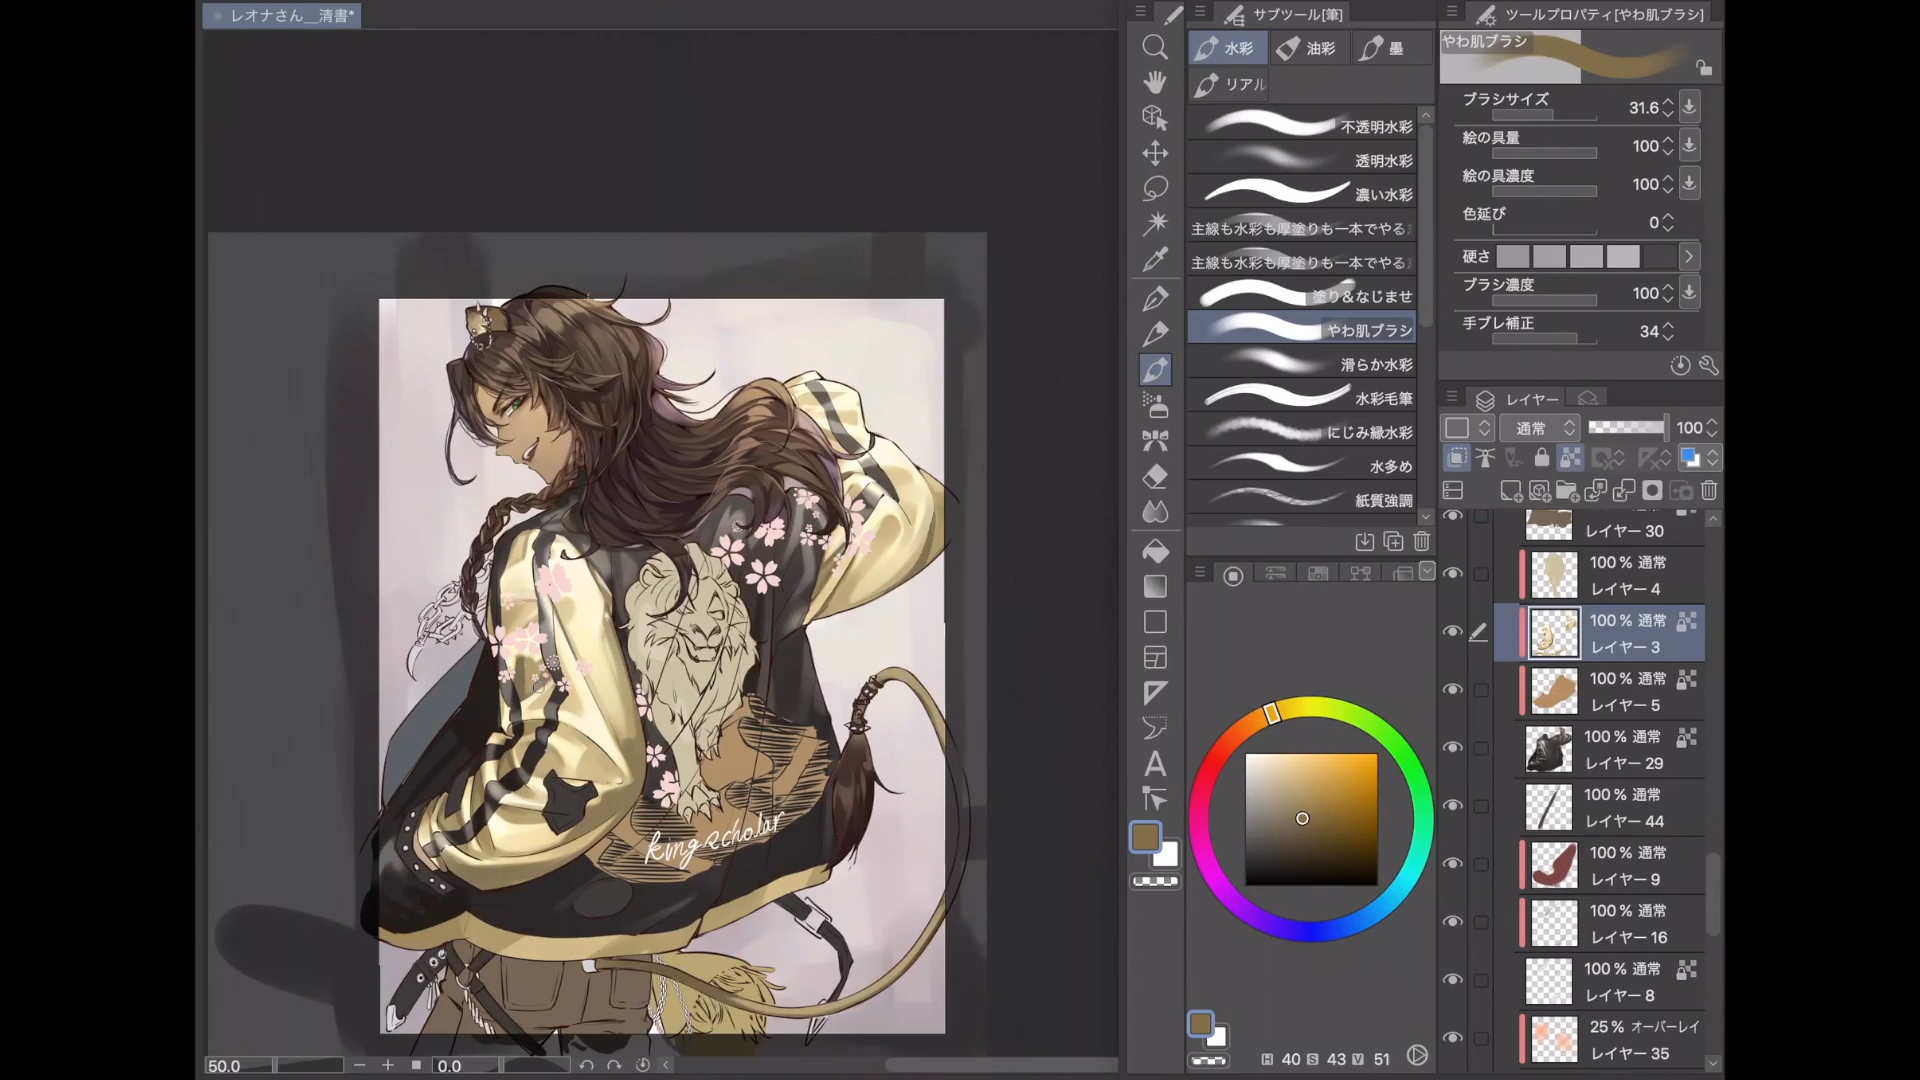 レオナさん__清書*
サブツール[筆]
水彩
油彩
墨
リアル
不透明水彩
透明水彩
濃い水彩
主線も水彩も厚塗りも一本でやる
主線も水彩も厚塗りも一本でやる
塗り&なじませ
やわ肌ブラシ
滑らか水彩
水彩毛筆
にじみ縁水彩
水多め
紙質強調
ツールプロパティ[やわ肌ブラシ]
やわ肌ブラシ
ブラシサイズ 31.6
絵の具量 100
絵の具濃度 100
色延び 0
硬さ
ブラシ濃度 100
手ブレ補正 34
レイヤー
通常 100
レイヤー 30
100 % 通常
レイヤー 4
100 % 通常
レイヤー 3
100 % 通常
レイヤー 5
100 % 通常
レイヤー 29
100 % 通常
レイヤー 44
100 % 通常
レイヤー 9
100 % 通常
レイヤー 16
100 % 通常
レイヤー 8
25 % オーバーレイ
レイヤー 35
kingscholar
50.0
0.0
H 40 S 43 V 51